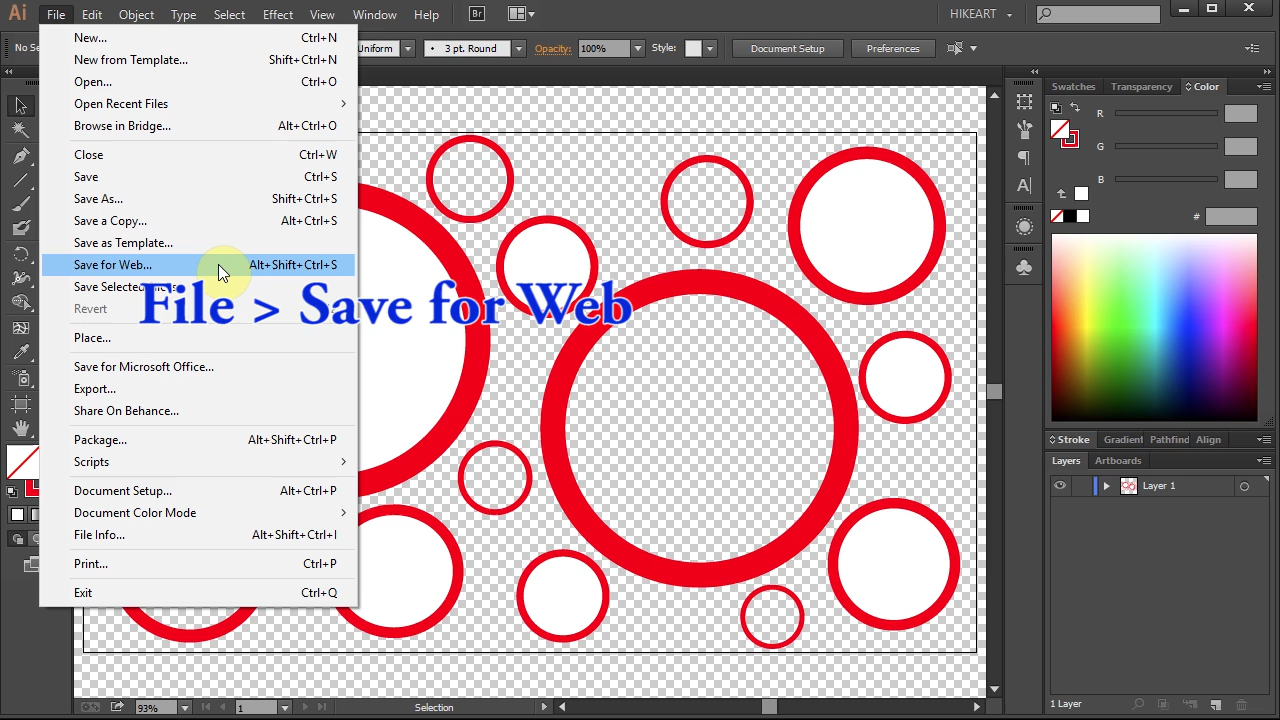 Ai File Edit Object Type Select Effect View Window Help Br HIKEART
No Se Uniform 3 pt. Round Opacity: 100% Style: Document Setup Preferences
New... Ctrl+N
New from Template... Shift+Ctrl+N
Open... Ctrl+O
Open Recent Files
Browse in Bridge... Alt+Ctrl+O
Close Ctrl+W
Save Ctrl+S
Save As... Shift+Ctrl+S
Save a Copy... Alt+Ctrl+S
Save as Template...
Save for Web... Alt+Shift+Ctrl+S
Save Selected
File > Save for Web
Revert
Place...
Save for Microsoft Office...
Export...
Share On Behance...
Package... Alt+Shift+Ctrl+P
Scripts
Document Setup... Alt+Ctrl+P
Document Color Mode
File Info... Alt+Shift+Ctrl+I
Print... Ctrl+P
Exit Ctrl+Q
Swatches Transparency Color
R
G
B
#
Stroke Gradient Pathfind Align
Layers Artboards
Layer 1
1 Layer
93% 1 Selection